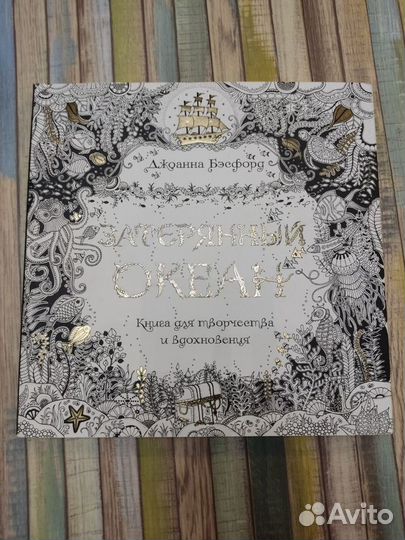 Джоанна Бэсфорд
ЗАТЕРЯННЫЙ
ОКЕАН
Книга для творчества
и вдохновения
Avito